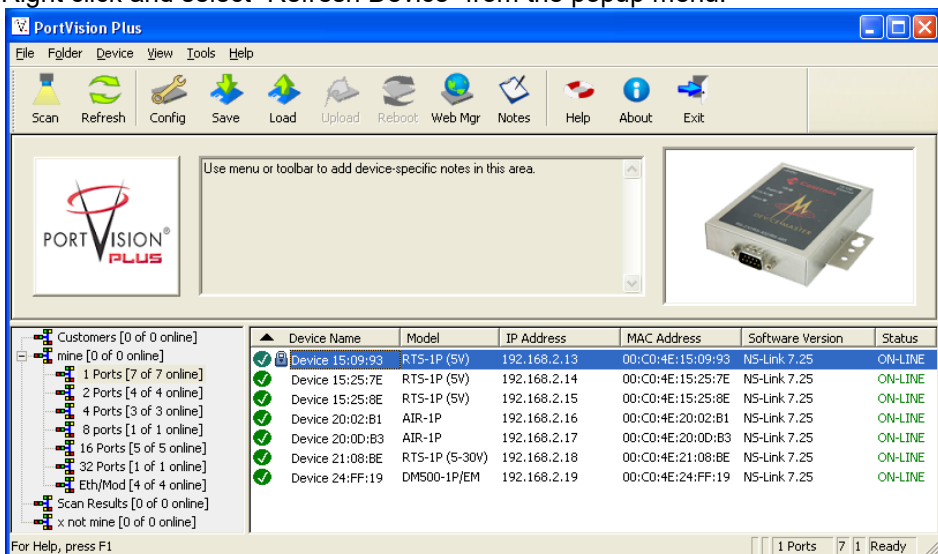 Right click and select "Refresh Device" from the popup menu.
PortVision Plus
File Folder Device View Tools Help
Scan Refresh Config Save Load Upload Reboot Web Mgr Notes Help About Exit
Use menu or toolbar to add device-specific notes in this area.
PORTVISION®
PLUS
COMTROL
DEVICEMASTER
Customers [0 of 0 online]
mine [0 of 0 online]
1 Ports [7 of 7 online]
2 Ports [4 of 4 online]
4 Ports [3 of 3 online]
8 ports [1 of 1 online]
16 Ports [5 of 5 online]
32 Ports [1 of 1 online]
Eth/Mod [4 of 4 online]
Scan Results [0 of 0 online]
x not mine [0 of 0 online]
Device Name Model IP Address MAC Address Software Version Status
Device 15:09:93 RTS-1P (5V) 192.168.2.13 00:C0:4E:15:09:93 NS-Link 7.25 ON-LINE
Device 15:25:7E RTS-1P (5V) 192.168.2.14 00:C0:4E:15:25:7E NS-Link 7.25 ON-LINE
Device 15:25:8E RTS-1P (5V) 192.168.2.15 00:C0:4E:15:25:8E NS-Link 7.25 ON-LINE
Device 20:02:B1 AIR-1P 192.168.2.16 00:C0:4E:20:02:B1 NS-Link 7.25 ON-LINE
Device 20:0D:B3 AIR-1P 192.168.2.17 00:C0:4E:20:0D:B3 NS-Link 7.25 ON-LINE
Device 21:08:BE RTS-1P (5-30V) 192.168.2.18 00:C0:4E:21:08:BE NS-Link 7.25 ON-LINE
Device 24:FF:19 DM500-1P/EM 192.168.2.19 00:C0:4E:24:FF:19 NS-Link 7.25 ON-LINE
For Help, press F1
1 Ports 7 1 Ready